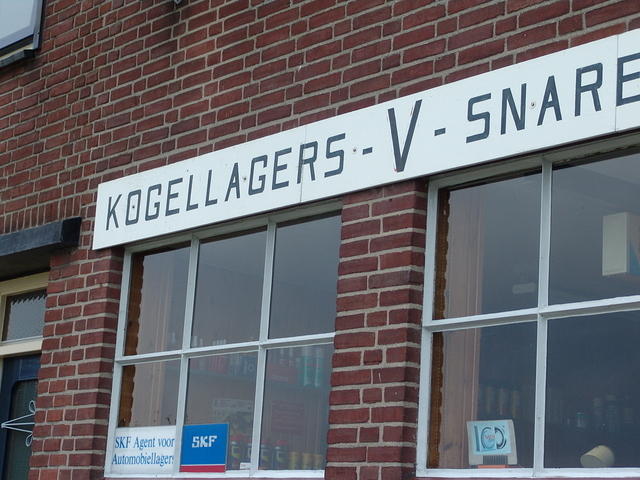 KOGELLAGERS - V - SNARE
SKF Agent voor
Automobiellagers
SKF